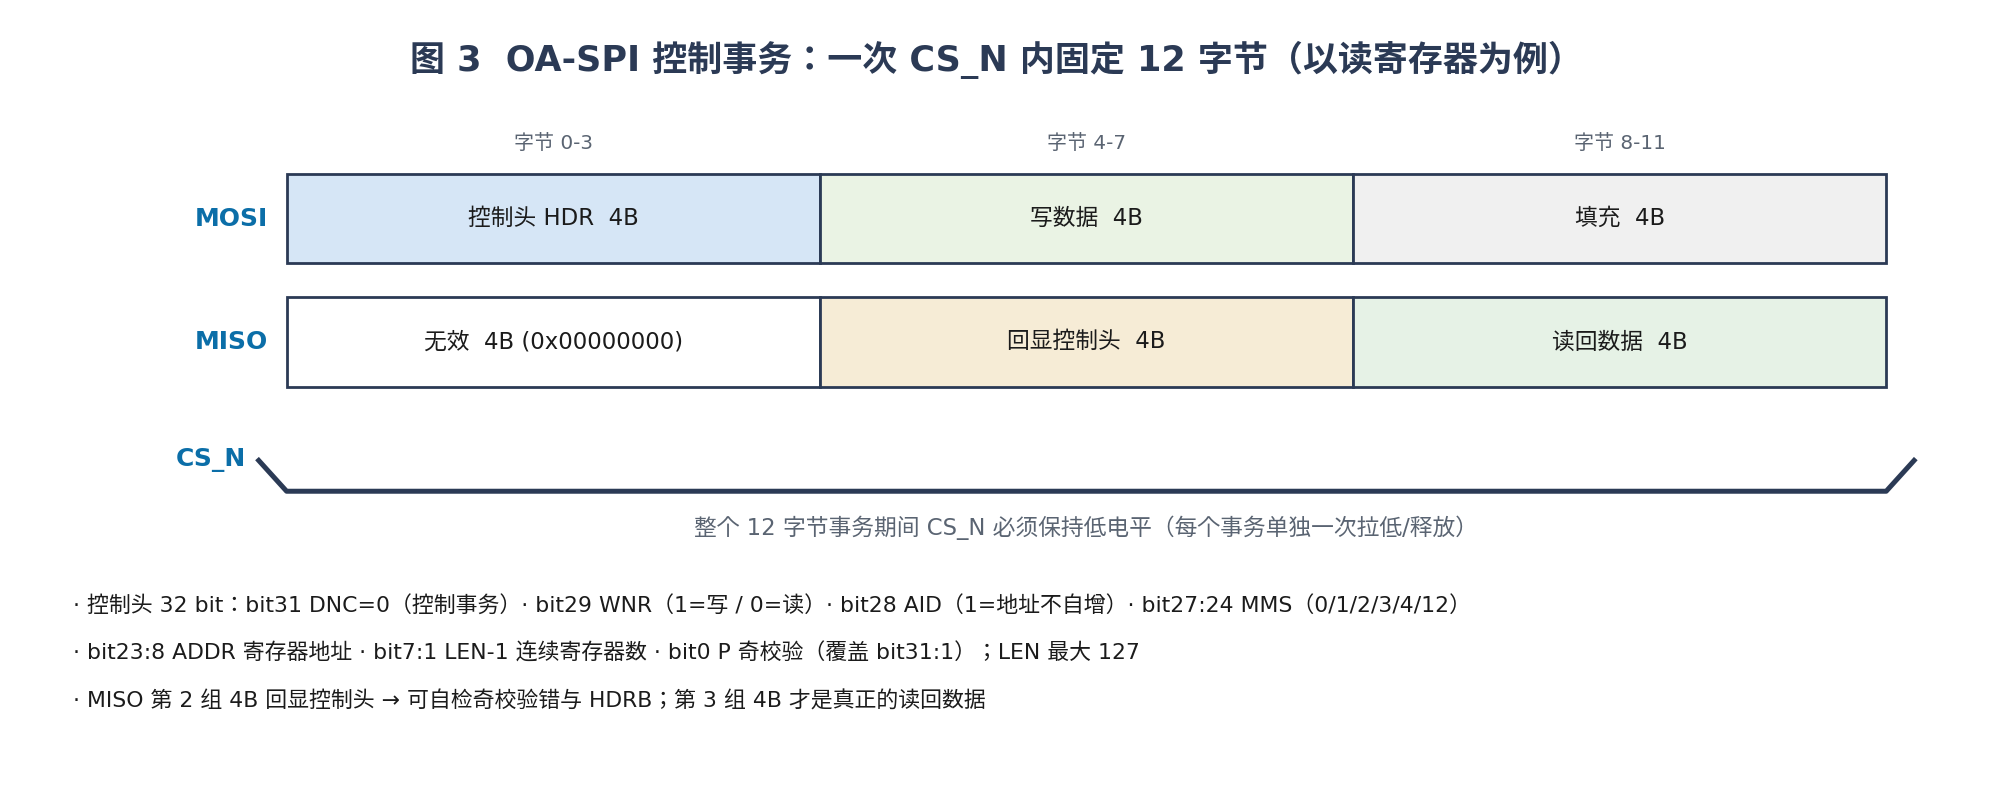 图 3  OA-SPI 控制事务：一次 CS_N 内固定 12 字节（以读寄存器为例）
字节 0-3 字节 4-7 字节 8-11
MOSI 控制头 HDR  4B 写数据  4B 填充  4B
MISO 无效  4B (0x00000000) 回显控制头  4B 读回数据  4B
CS_N
整个 12 字节事务期间 CS_N 必须保持低电平（每个事务单独一次拉低/释放）
· 控制头 32 bit：bit31 DNC=0（控制事务）· bit29 WNR（1=写 / 0=读）· bit28 AID（1=地址不自增）· bit27:24 MMS（0/1/2/3/4/12）
· bit23:8 ADDR 寄存器地址 · bit7:1 LEN-1 连续寄存器数 · bit0 P 奇校验（覆盖 bit31:1）；LEN 最大 127
· MISO 第 2 组 4B 回显控制头 → 可自检奇校验错与 HDRB；第 3 组 4B 才是真正的读回数据